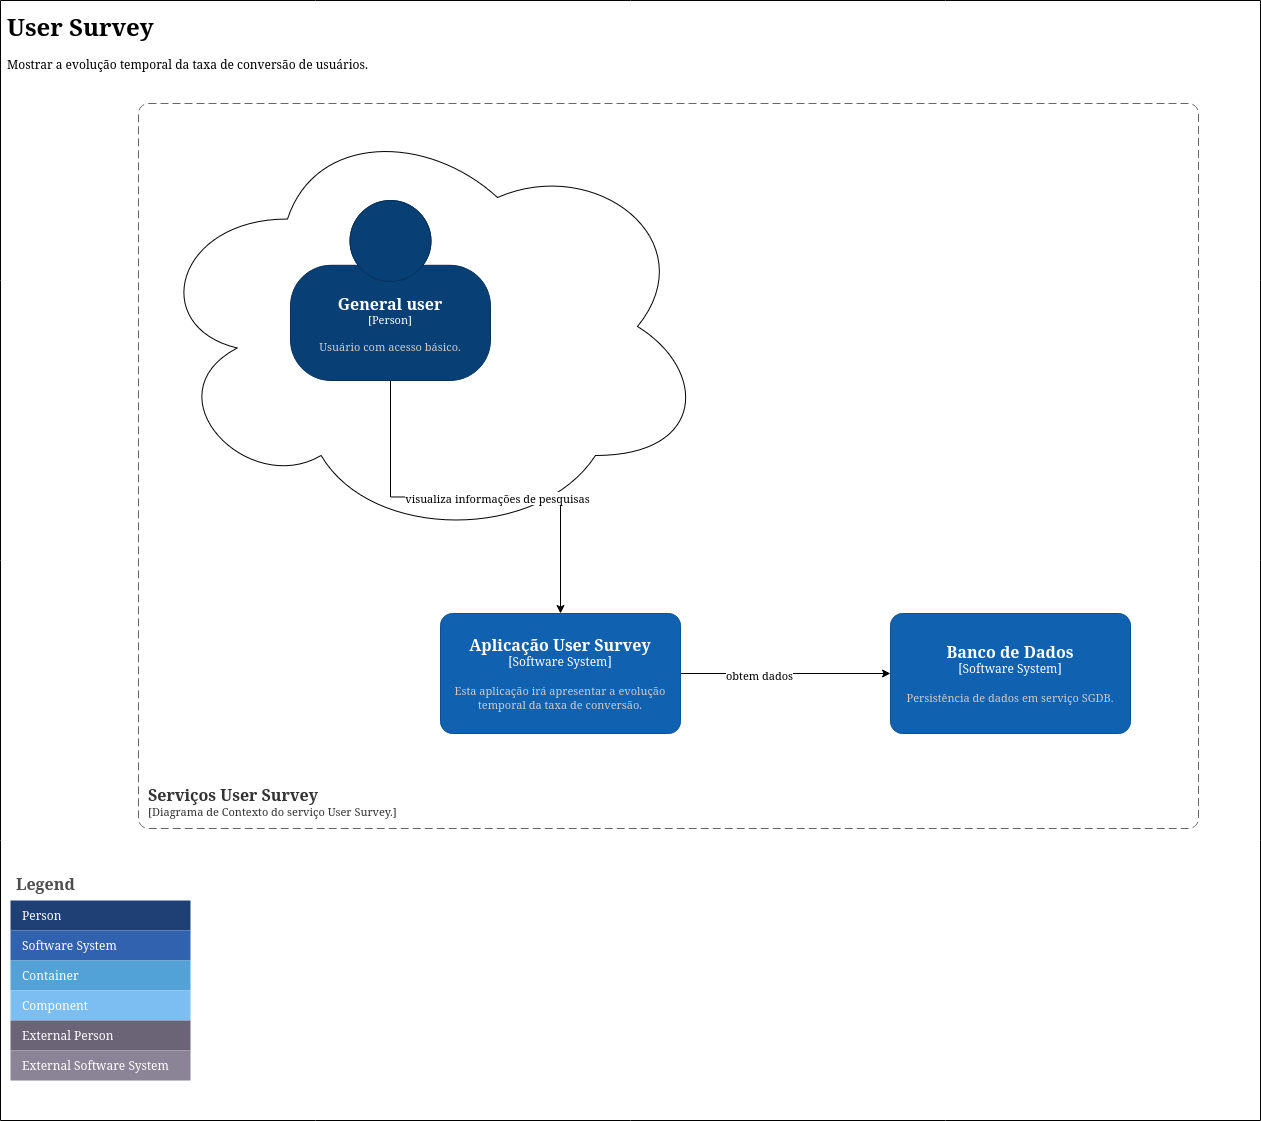 User Survey
Mostrar a evolução temporal da taxa de conversão de usuários.
General user
[Person]
Usuário com acesso básico.
visualiza informações de pesquisas
Aplicação User Survey
[Software System]
Esta aplicação irá apresentar a evolução
temporal da taxa de conversão.
obtem dados
Banco de Dados
[Software System]
Persistência de dados em serviço SGDB.
Serviços User Survey
[Diagrama de Contexto do serviço User Survey.]
Legend
Person
Software System
Container
Component
External Person
External Software System